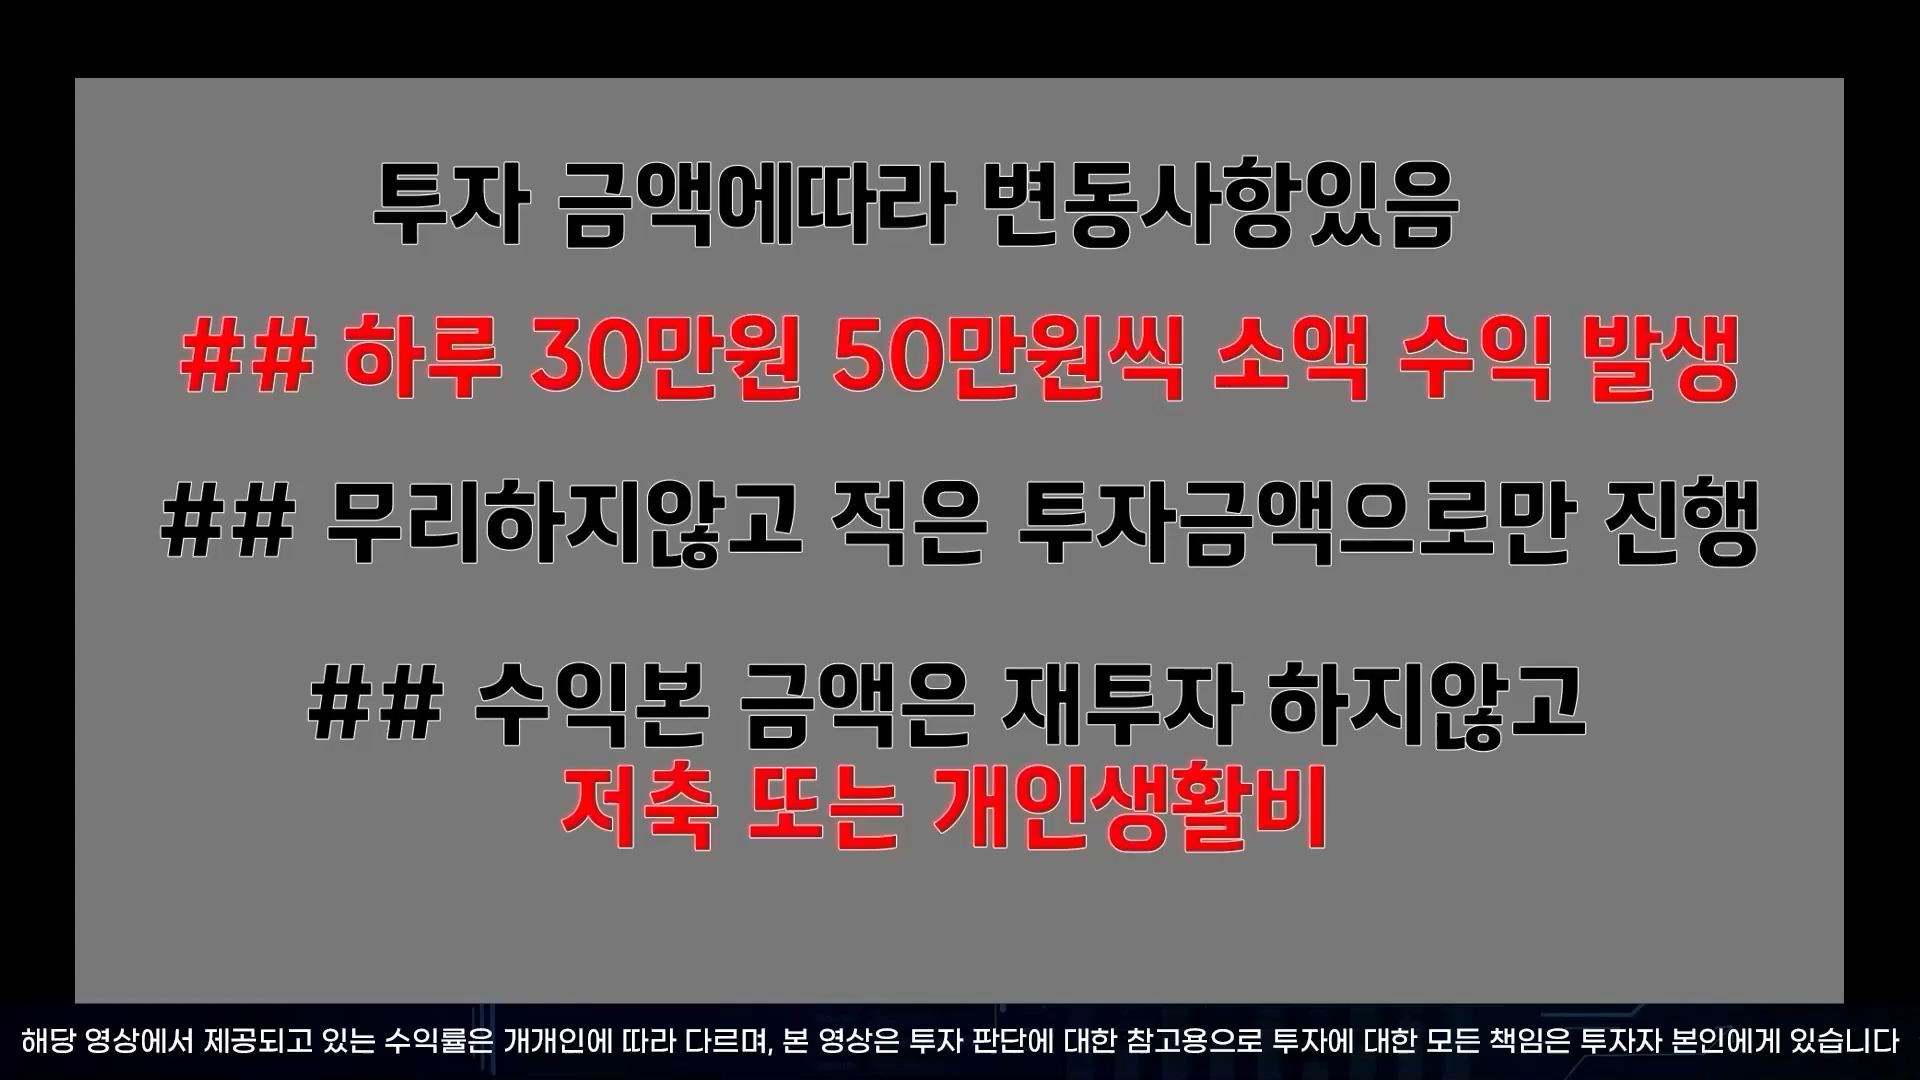 투자 금액에따라 변동사항있음
## 하루 30만원 50만원씩 소액 수익 발생
## 무리하지않고 적은 투자금액으로만 진행
## 수익본 금액은 재투자 하지않고
저축 또는 개인생활비
해당 영상에서 제공되고 있는 수익률은 개개인에 따라 다르며, 본 영상은 투자 판단에 대한 참고용으로 투자에 대한 모든 책임은 투자자 본인에게 있습니다